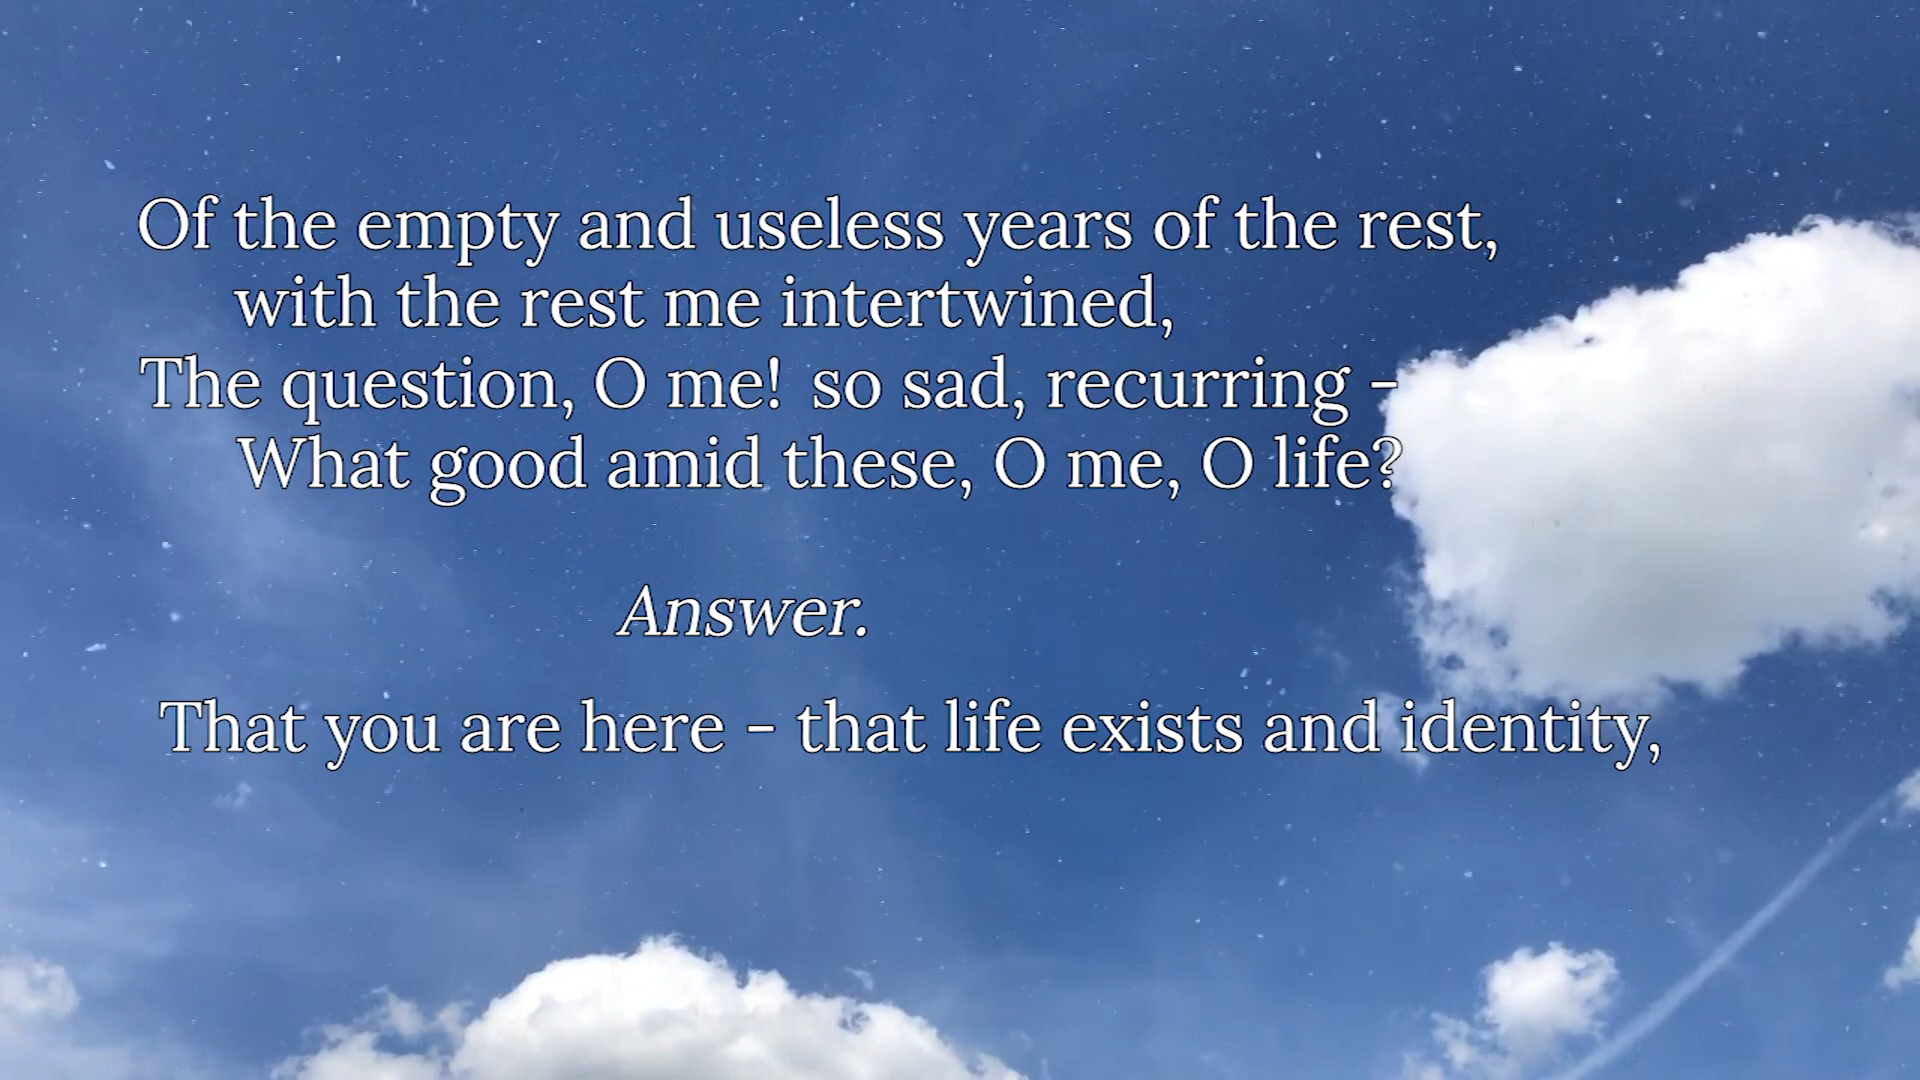 Of the empty and useless years of the rest,
with the rest me intertwined,
The question, O me! so sad, recurring -
What good amid these, O me, O life?
Answer.
That you are here - that life exists and identity,